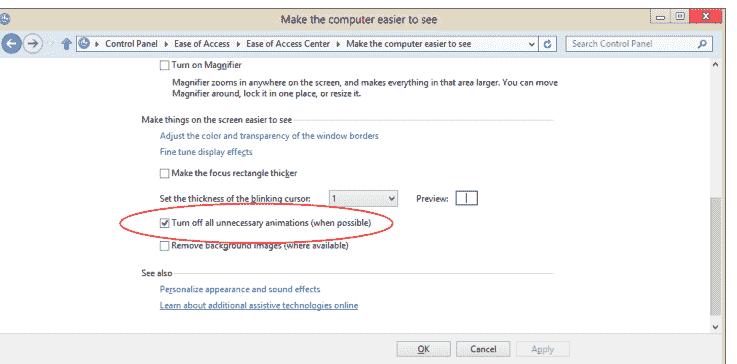 Make the computer easier to see
Control Panel ▸ Ease of Access ▸ Ease of Access Center ▸ Make the computer easier to see
Search Control Panel
Turn on Magnifier
Magnifier zooms in anywhere on the screen, and makes everything in that area larger. You can move
Magnifier around, lock it in one place, or resize it.
Make things on the screen easier to see
Adjust the color and transparency of the window borders
Fine tune display effects
Make the focus rectangle thicker
Set the thickness of the blinking cursor: 1 Preview:
Turn off all unnecessary animations (when possible)
Remove background images (where available)
See also
Personalize appearance and sound effects
Learn about additional assistive technologies online
OK Cancel Apply